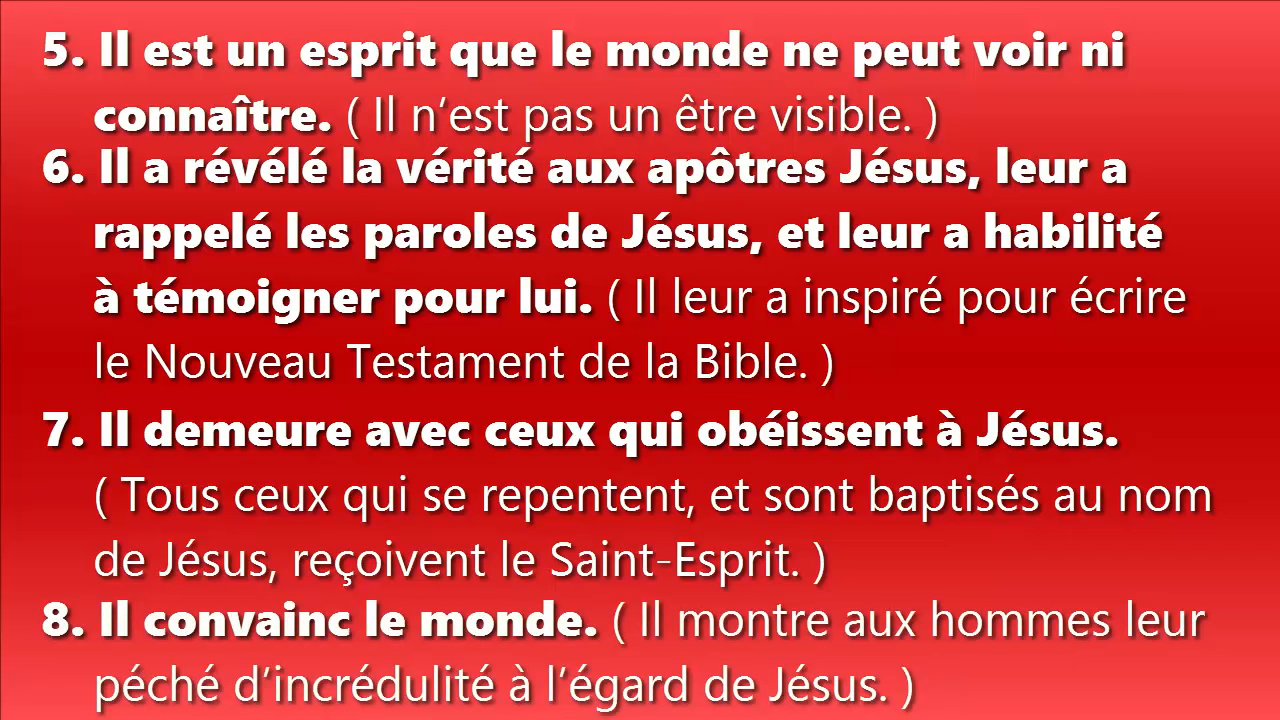 5. Il est un esprit que le monde ne peut voir ni
connaître. ( Il n'est pas un être visible. )
6. Il a révélé la vérité aux apôtres Jésus, leur a
rappelé les paroles de Jésus, et leur a habilité
à témoigner pour lui. ( Il leur a inspiré pour écrire
le Nouveau Testament de la Bible. )
7. Il demeure avec ceux qui obéissent à Jésus.
( Tous ceux qui se repentent, et sont baptisés au nom
de Jésus, reçoivent le Saint-Esprit. )
8. Il convainc le monde. ( Il montre aux hommes leur
péché d'incrédulité à l'égard de Jésus. )